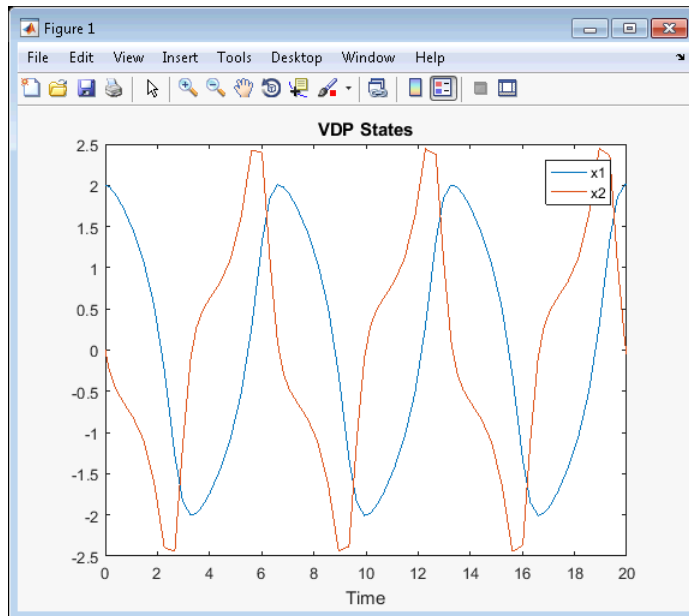 Figure 1
File Edit View Insert Tools Desktop Window Help
VDP States
2.5
2
1.5
1
0.5
0
-0.5
-1
-1.5
-2
-2.5
x1
x2
0 2 4 6 8 10 12 14 16 18 20
Time